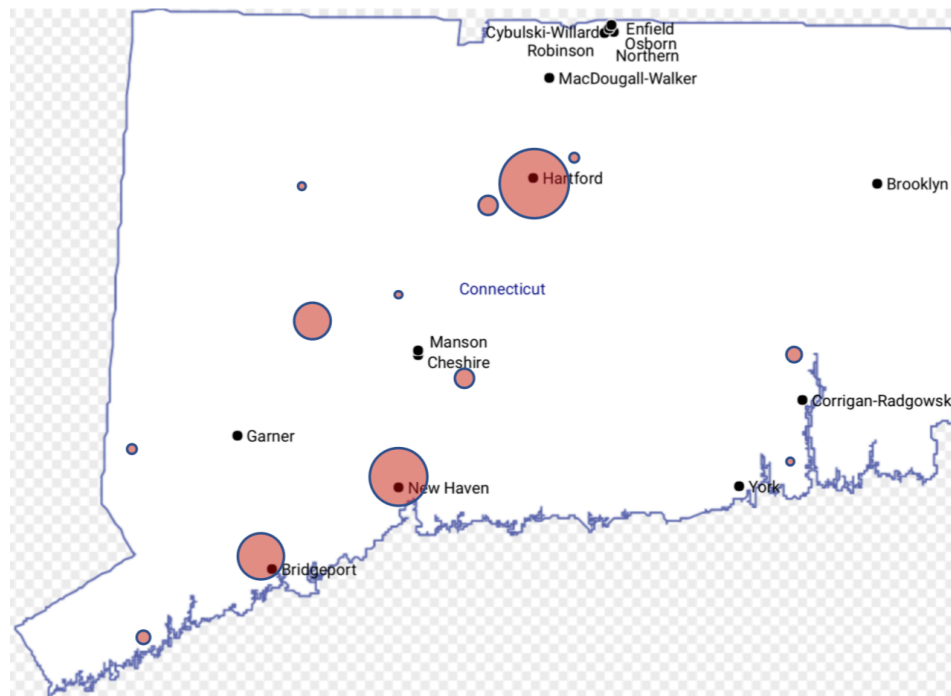 Cybulski-Willard
Enfield
Osborn
Robinson
Northern
MacDougall-Walker
Hartford
Brooklyn
Connecticut
Manson
Cheshire
Corrigan-Radgowsk
Garner
New Haven
York
Bridgeport